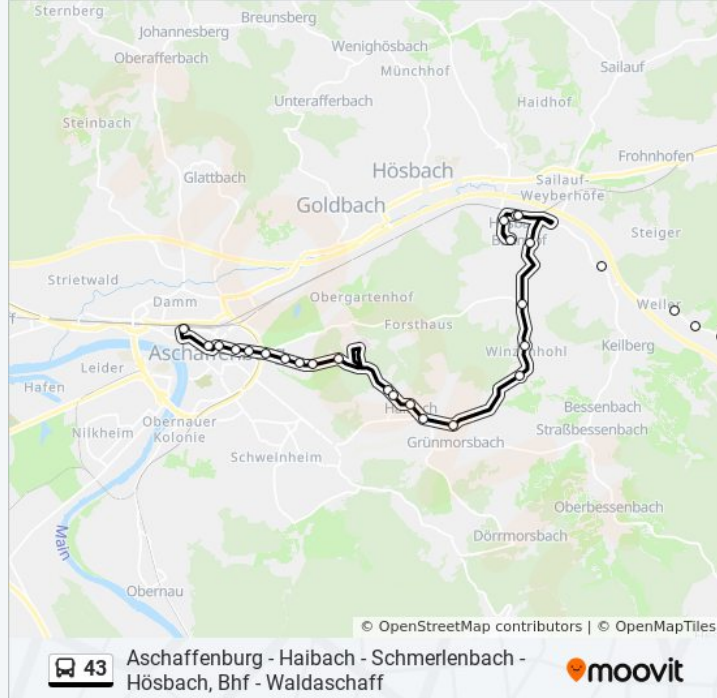 Sternberg
Breunsberg
Johannesberg
Oberafferbach
Wenighösbach
Münchhof
Sailauf
Unterafferbach
Haidhof
Steinbach
Frohnhofen
Hösbach
Glattbach
Sailauf-
Weyberhöfe
Goldbach
Steiger
Strietwald
Damm
Obergartenhof
Weiler
Forsthaus
Leider
Keilberg
Hafen
Obernauer
Kolonie
Bessenbach
Straßbessenbach
Nilkheim
Grünmorsbach
Schweinheim
Oberbessenbach
Main
Dörrmorsbach
Obernau
© OpenStreetMap contributors | © OpenMapTiles
43
Aschaffenburg - Haibach - Schmerlenbach -
Hösbach, Bhf - Waldaschaff
moovit